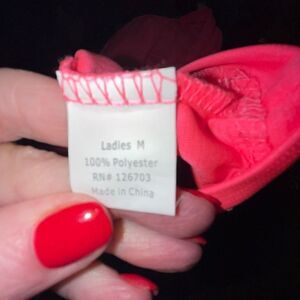 Ladies M
100% Polyester
RN# 126703
Made in China